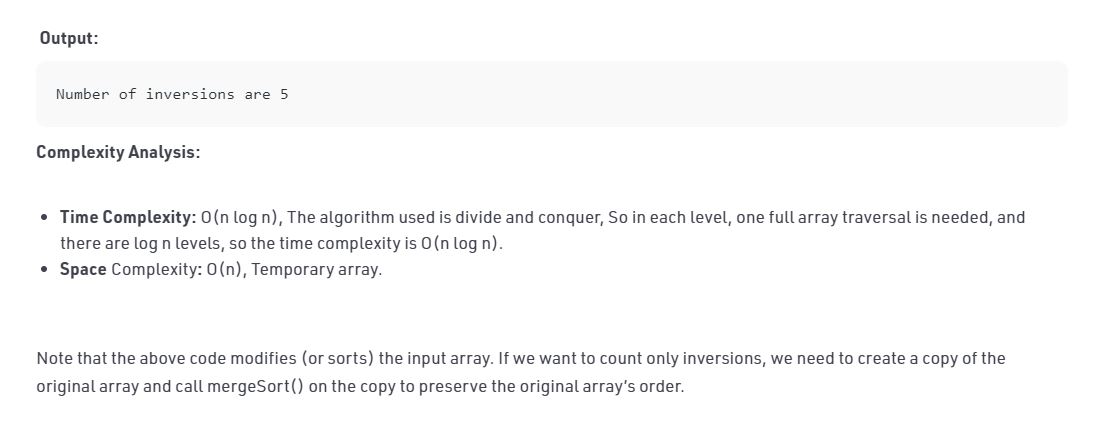 Output:
Number of inversions are 5
Complexity Analysis:
• Time Complexity: O(n log n), The algorithm used is divide and conquer, So in each level, one full array traversal is needed, and
there are log n levels, so the time complexity is O(n log n).
• Space Complexity: O(n), Temporary array.
Note that the above code modifies (or sorts) the input array. If we want to count only inversions, we need to create a copy of the
original array and call mergeSort() on the copy to preserve the original array’s order.